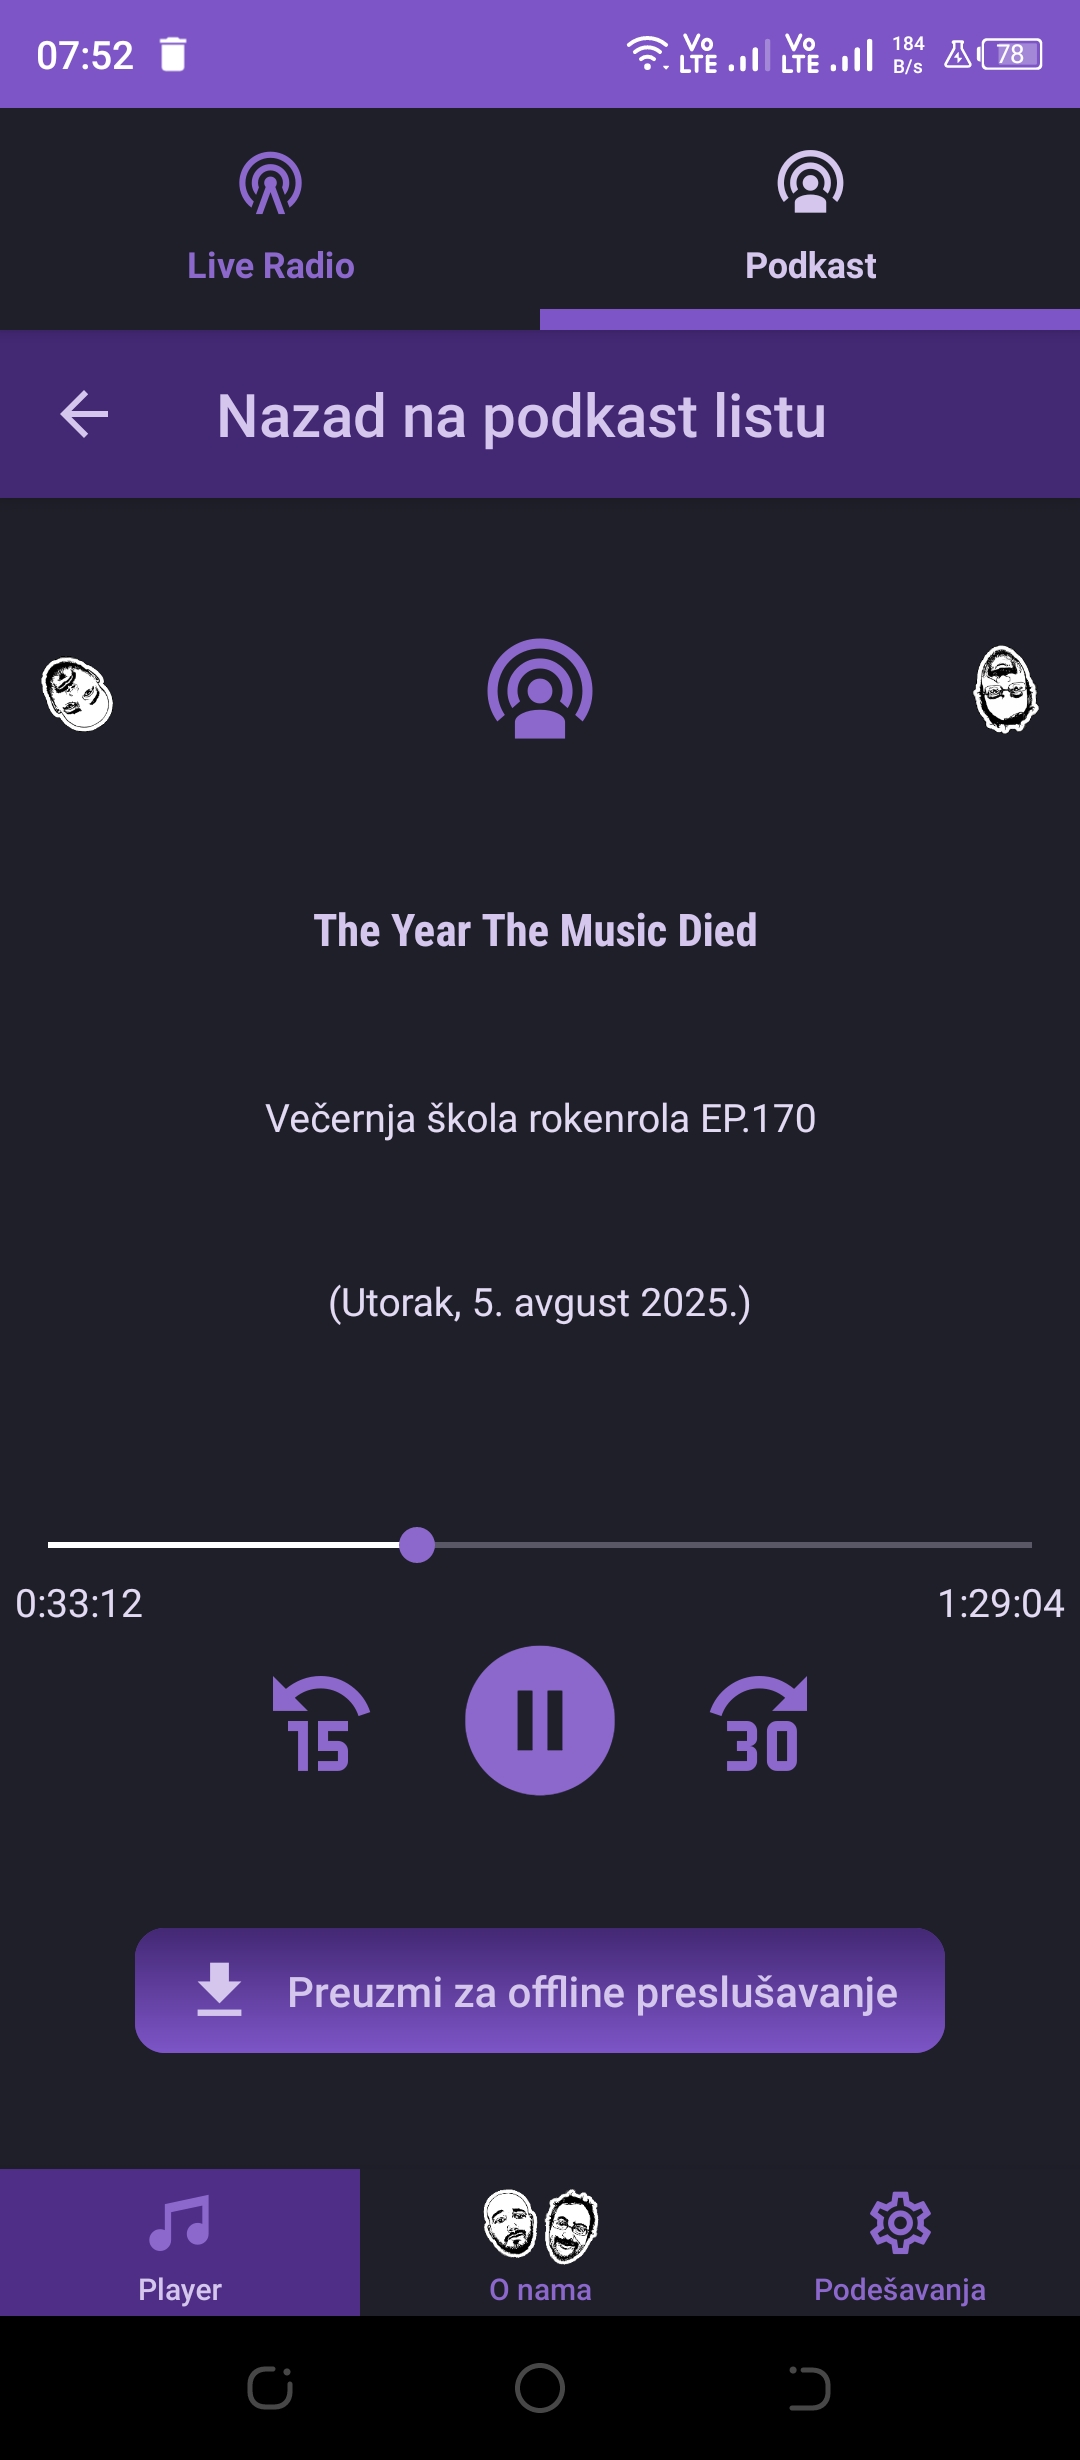 07:52
Vo LTE Vo LTE 184 B/s 78
Live Radio
Podkast
Nazad na podkast listu
The Year The Music Died
Večernja škola rokenrola EP.170
(Utorak, 5. avgust 2025.)
0:33:12
1:29:04
15
30
Preuzmi za offline preslušavanje
Player
O nama
Podešavanja